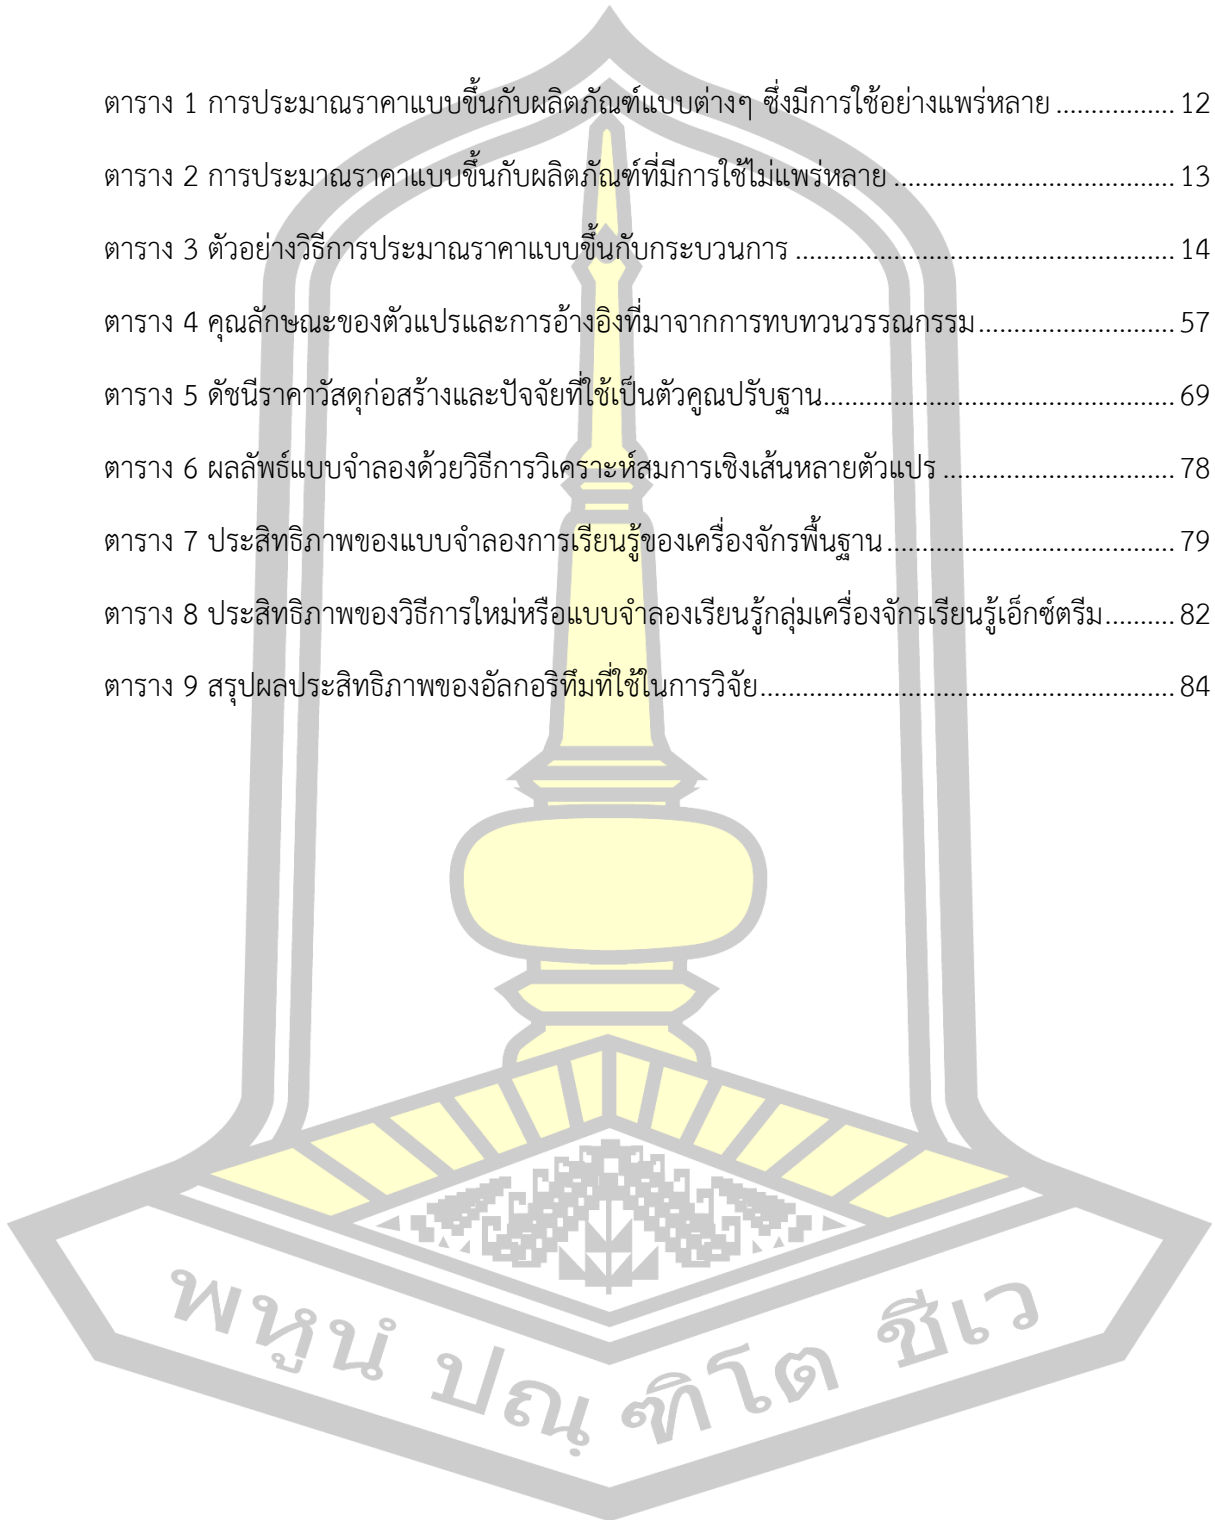 ตาราง 1 การประมาณราคาแบบขึ้นกับผลิตภัณฑ์แบบต่างๆ ซึ่งมีการใช้อย่างแพร่หลาย ................. 12
ตาราง 2 การประมาณราคาแบบขึ้นกับผลิตภัณฑ์ที่มีการใช้ไม่แพร่หลาย ........................................ 13
ตาราง 3 ตัวอย่างวิธีการประมาณราคาแบบขึ้นกับกระบวนการ ...................................................... 14
ตาราง 4 คุณลักษณะของตัวแปรและการอ้างอิงที่มาจากการทบทวนวรรณกรรม............................ 57
ตาราง 5 ดัชนีราคาวัสดุก่อสร้างและปัจจัยที่ใช้เป็นตัวคูณปรับฐาน.................................................. 69
ตาราง 6 ผลลัพธ์แบบจำลองด้วยวิธีการวิเคราะห์สมการเชิงเส้นหลายตัวแปร ................................. 78
ตาราง 7 ประสิทธิภาพของแบบจำลองการเรียนรู้ของเครื่องจักรพื้นฐาน ......................................... 79
ตาราง 8 ประสิทธิภาพของวิธีการใหม่หรือแบบจำลองเรียนรู้กลุ่มเครื่องจักรเรียนรู้เอ็กซ์ตรีม.......... 82
ตาราง 9 สรุปผลประสิทธิภาพของอัลกอริทึมที่ใช้ในการวิจัย........................................................... 84
พหูนํ ปณฺ ฑิโต ชีเว